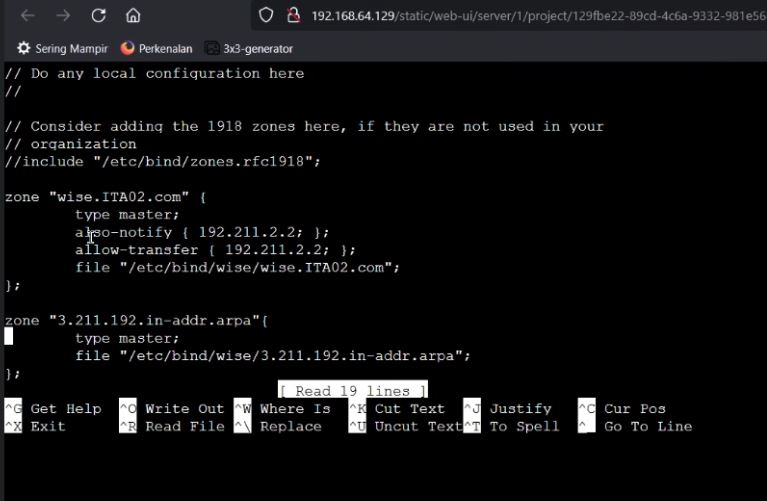 192.168.64.129/static/web-ui/server/1/project/129fbe22-89cd-4c6a-9332-981e56
Sering Mampir Perkenalan 3x3-generator
// Do any local configuration here
//
// Consider adding the 1918 zones here, if they are not used in your
// organization
//include "/etc/bind/zones.rfc1918";
zone "wise.ITA02.com" {
type master;
also-notify { 192.211.2.2; };
allow-transfer { 192.211.2.2; };
file "/etc/bind/wise/wise.ITA02.com";
};
zone "3.211.192.in-addr.arpa"{
type master;
file "/etc/bind/wise/3.211.192.in-addr.arpa";
};
[ Read 19 lines ]
^G Get Help ^O Write Out ^W Where Is ^K Cut Text ^J Justify ^C Cur Pos
^X Exit ^R Read File ^\ Replace ^U Uncut Text ^T To Spell ^_ Go To Line